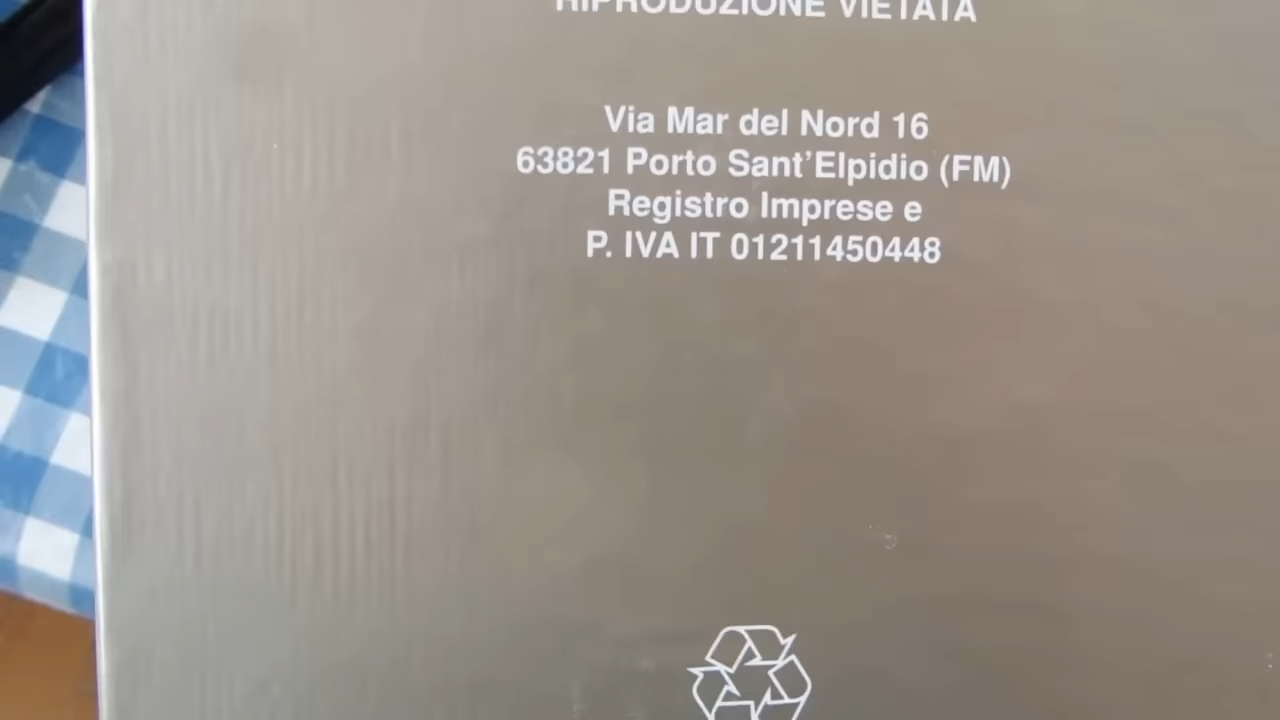 RIPRODUZIONE VIETATA
Via Mar del Nord 16
63821 Porto Sant'Elpidio (FM)
Registro Imprese e
P. IVA IT 01211450448